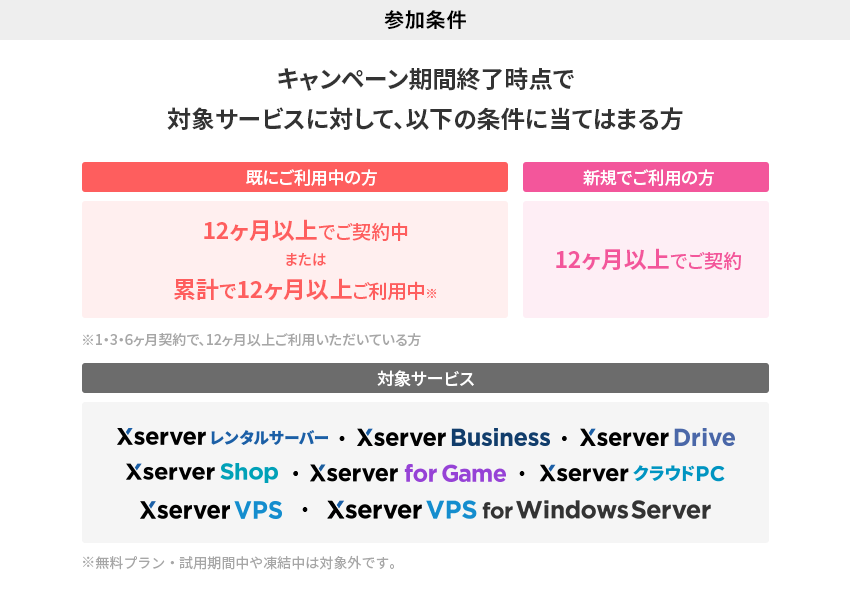 参加条件
キャンペーン期間終了時点で
対象サービスに対して、以下の条件に当てはまる方
既にご利用中の方
新規でご利用の方
12ヶ月以上でご契約中
または
累計で12ヶ月以上ご利用中※
12ヶ月以上でご契約
※1・3・6ヶ月契約で、12ヶ月以上ご利用いただいている方
対象サービス
Xserver レンタルサーバー ・ Xserver Business ・ Xserver Drive
Xserver Shop ・ Xserver for Game ・ Xserver クラウドPC
Xserver VPS ・ Xserver VPS for Windows Server
※無料プラン・試用期間中や凍結中は対象外です。